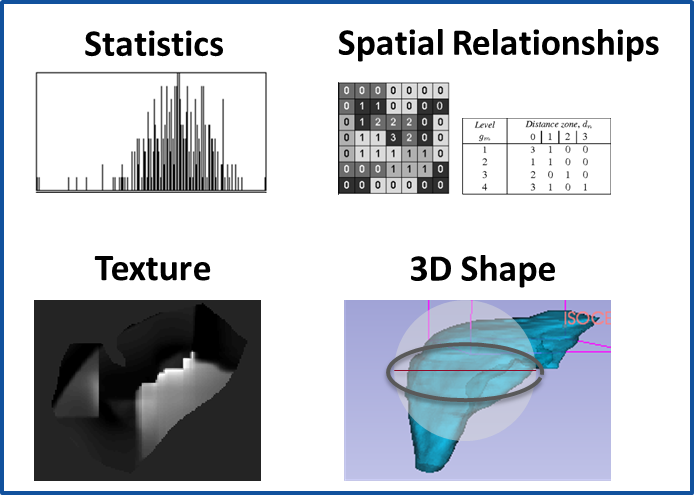 Statistics
Spatial Relationships
0 0 0 0 0 0 0
0 1 1 0 0 0 0
0 1 2 2 2 0 0
0 1 1 3 2 0 0
0 1 1 1 1 1 0
0 0 0 1 1 1 0
0 0 0 0 0 0 0
Level Distance zone, dn
gm 0 1 2 3
1 3 1 0 0
2 1 1 0 0
3 2 0 1 0
4 3 1 0 1
Texture
3D Shape